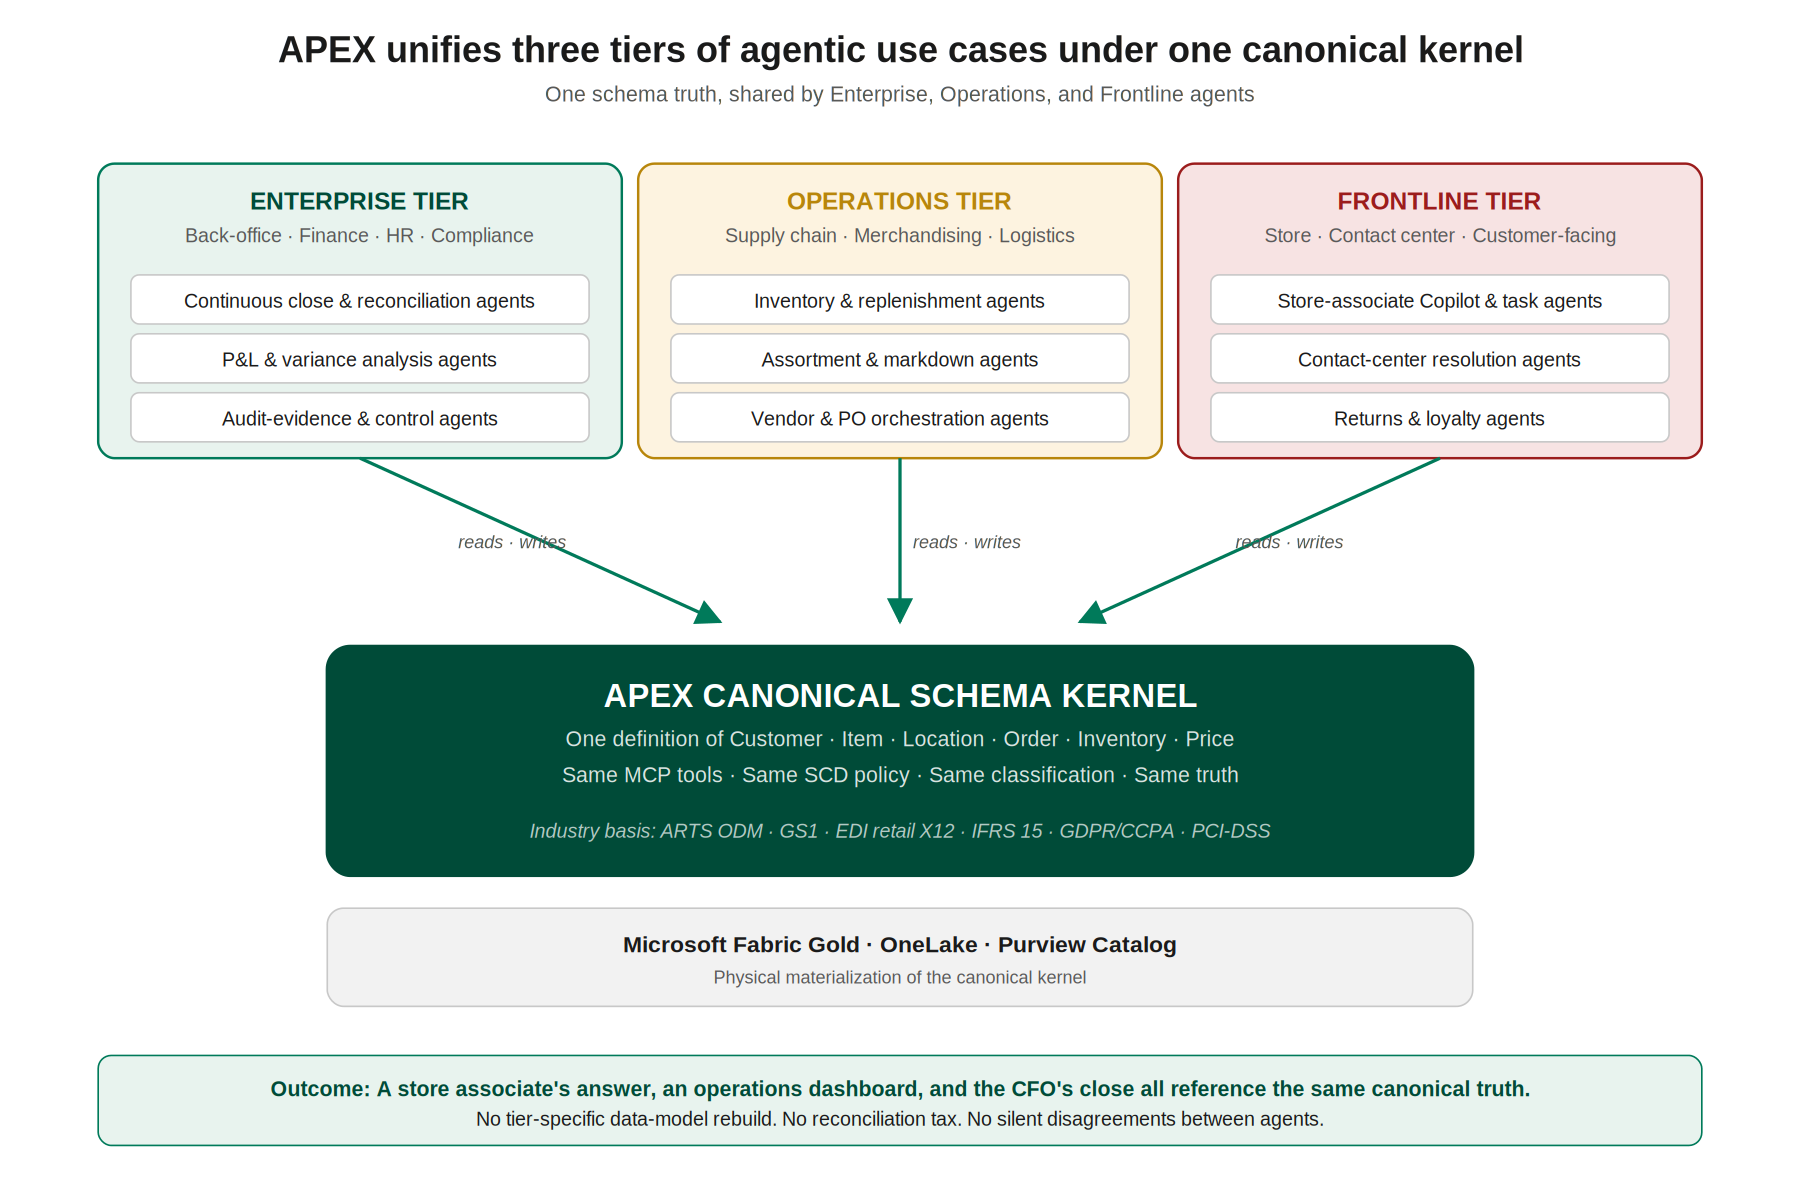 APEX unifies three tiers of agentic use cases under one canonical kernel
One schema truth, shared by Enterprise, Operations, and Frontline agents
ENTERPRISE TIER
Back-office · Finance · HR · Compliance
Continuous close & reconciliation agents
P&L & variance analysis agents
Audit-evidence & control agents
OPERATIONS TIER
Supply chain · Merchandising · Logistics
Inventory & replenishment agents
Assortment & markdown agents
Vendor & PO orchestration agents
FRONTLINE TIER
Store · Contact center · Customer-facing
Store-associate Copilot & task agents
Contact-center resolution agents
Returns & loyalty agents
reads · writes
reads · writes
reads · writes
APEX CANONICAL SCHEMA KERNEL
One definition of Customer · Item · Location · Order · Inventory · Price
Same MCP tools · Same SCD policy · Same classification · Same truth
Industry basis: ARTS ODM · GS1 · EDI retail X12 · IFRS 15 · GDPR/CCPA · PCI-DSS
Microsoft Fabric Gold · OneLake · Purview Catalog
Physical materialization of the canonical kernel
Outcome: A store associate's answer, an operations dashboard, and the CFO's close all reference the same canonical truth.
No tier-specific data-model rebuild. No reconciliation tax. No silent disagreements between agents.